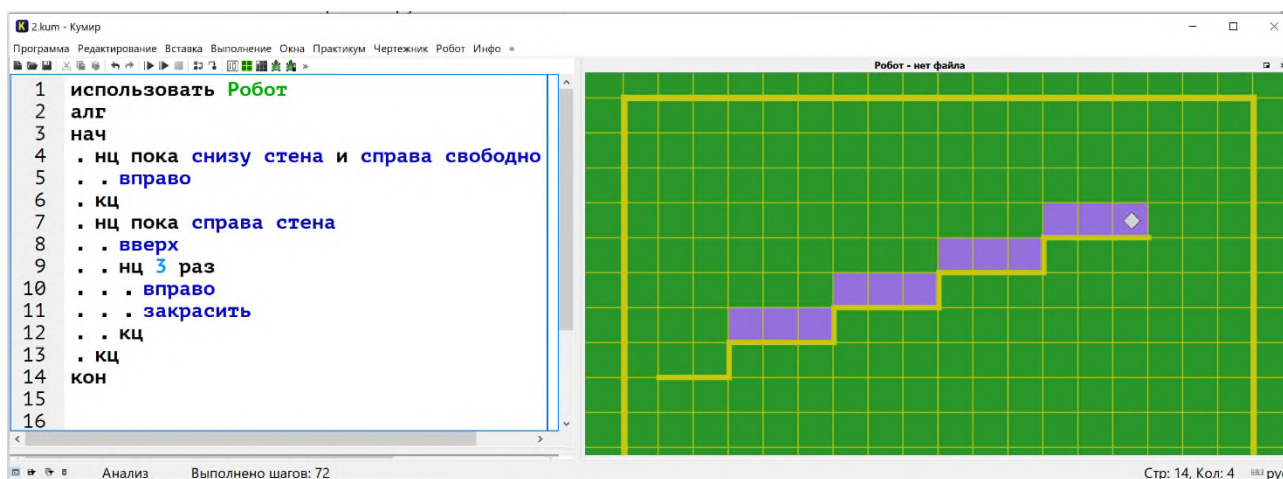 2.kum - Кумир
Программа Редактирование Вставка Выполнение Окна Практикум Чертежник Робот Инфо »
Робот - нет файла
1 использовать Робот
2 алг
3 нач
4 . нц пока снизу стена и справа свободно
5 . . вправо
6 . кц
7 . нц пока справа стена
8 . . вверх
9 . . нц 3 раз
10 . . . вправо
11 . . . закрасить
12 . . кц
13 . кц
14 кон
15
16
Анализ Выполнено шагов: 72 Стр: 14, Кол: 4